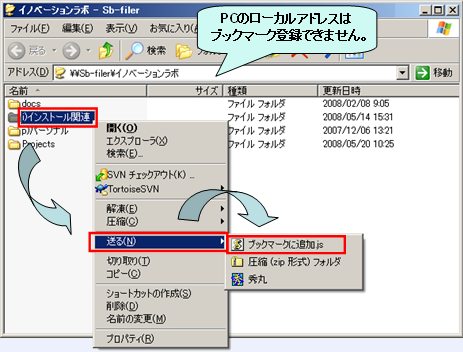 イノベーションラボ - Sb-filer
PCのローカルアドレスは
ブックマーク登録できません。
ファイル(F) 編集(E) 表示(V) お気に入り(A)
戻る 検索
アドレス(D) \\Sb-filer\イノベーションラボ 移動
名前 サイズ 種類 更新日時
docs ファイル フォルダ 2008/02/08 9:05
i)インストール関連 ファイル フォルダ 2008/05/14 15:31
p)パーソナル ファイル フォルダ 2007/12/06 13:21
Projects ファイル フォルダ 2008/05/20 10:25
開く(O)
エクスプローラ(X)
検索(E)...
SVN チェックアウト(K) ...
TortoiseSVN
解凍(E)
圧縮(C)
送る(N)
ブックマークに追加.js
圧縮 (zip 形式) フォルダ
秀丸
切り取り(T)
コピー(C)
ショートカットの作成(S)
削除(D)
名前の変更(M)
プロパティ(R)